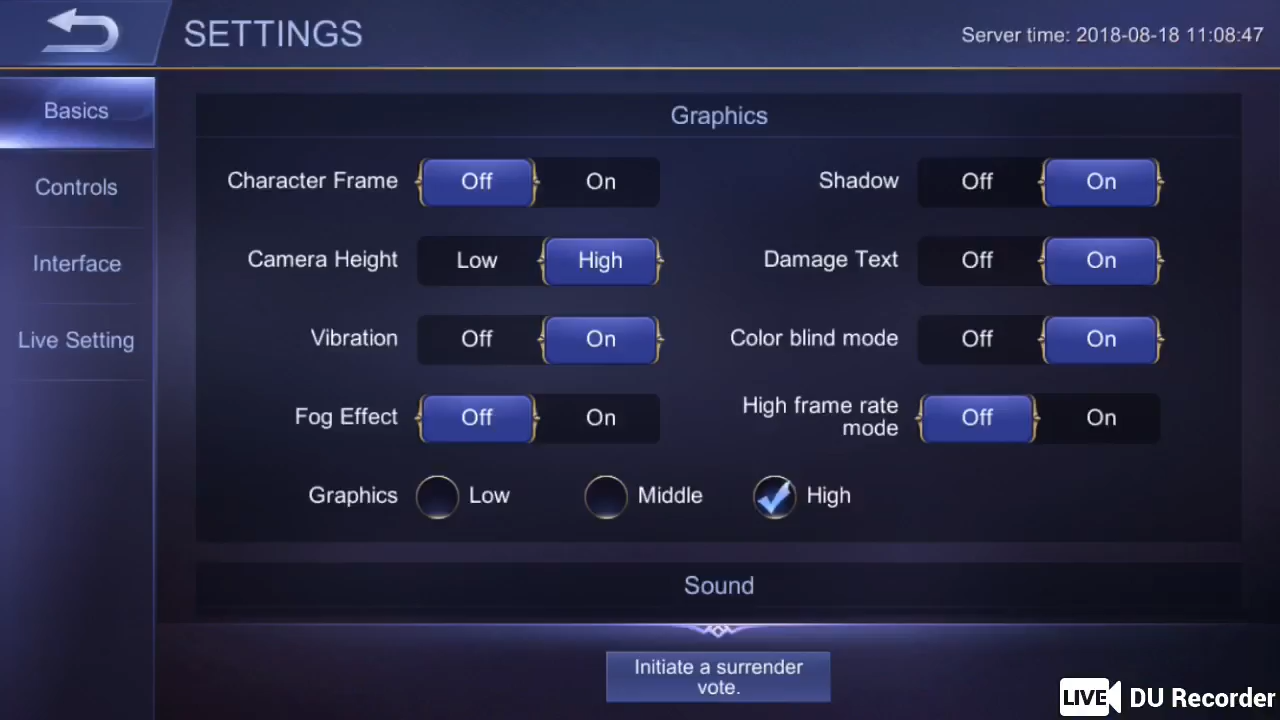 SETTINGS
Server time: 2018-08-18 11:08:47
Basics
Controls
Interface
Live Setting
Graphics
Character Frame Off On
Shadow Off On
Camera Height Low High
Damage Text Off On
Vibration Off On
Color blind mode Off On
Fog Effect Off On
High frame rate
mode Off On
Graphics Low Middle High
Sound
Initiate a surrender
vote.
LIVE DU Recorder